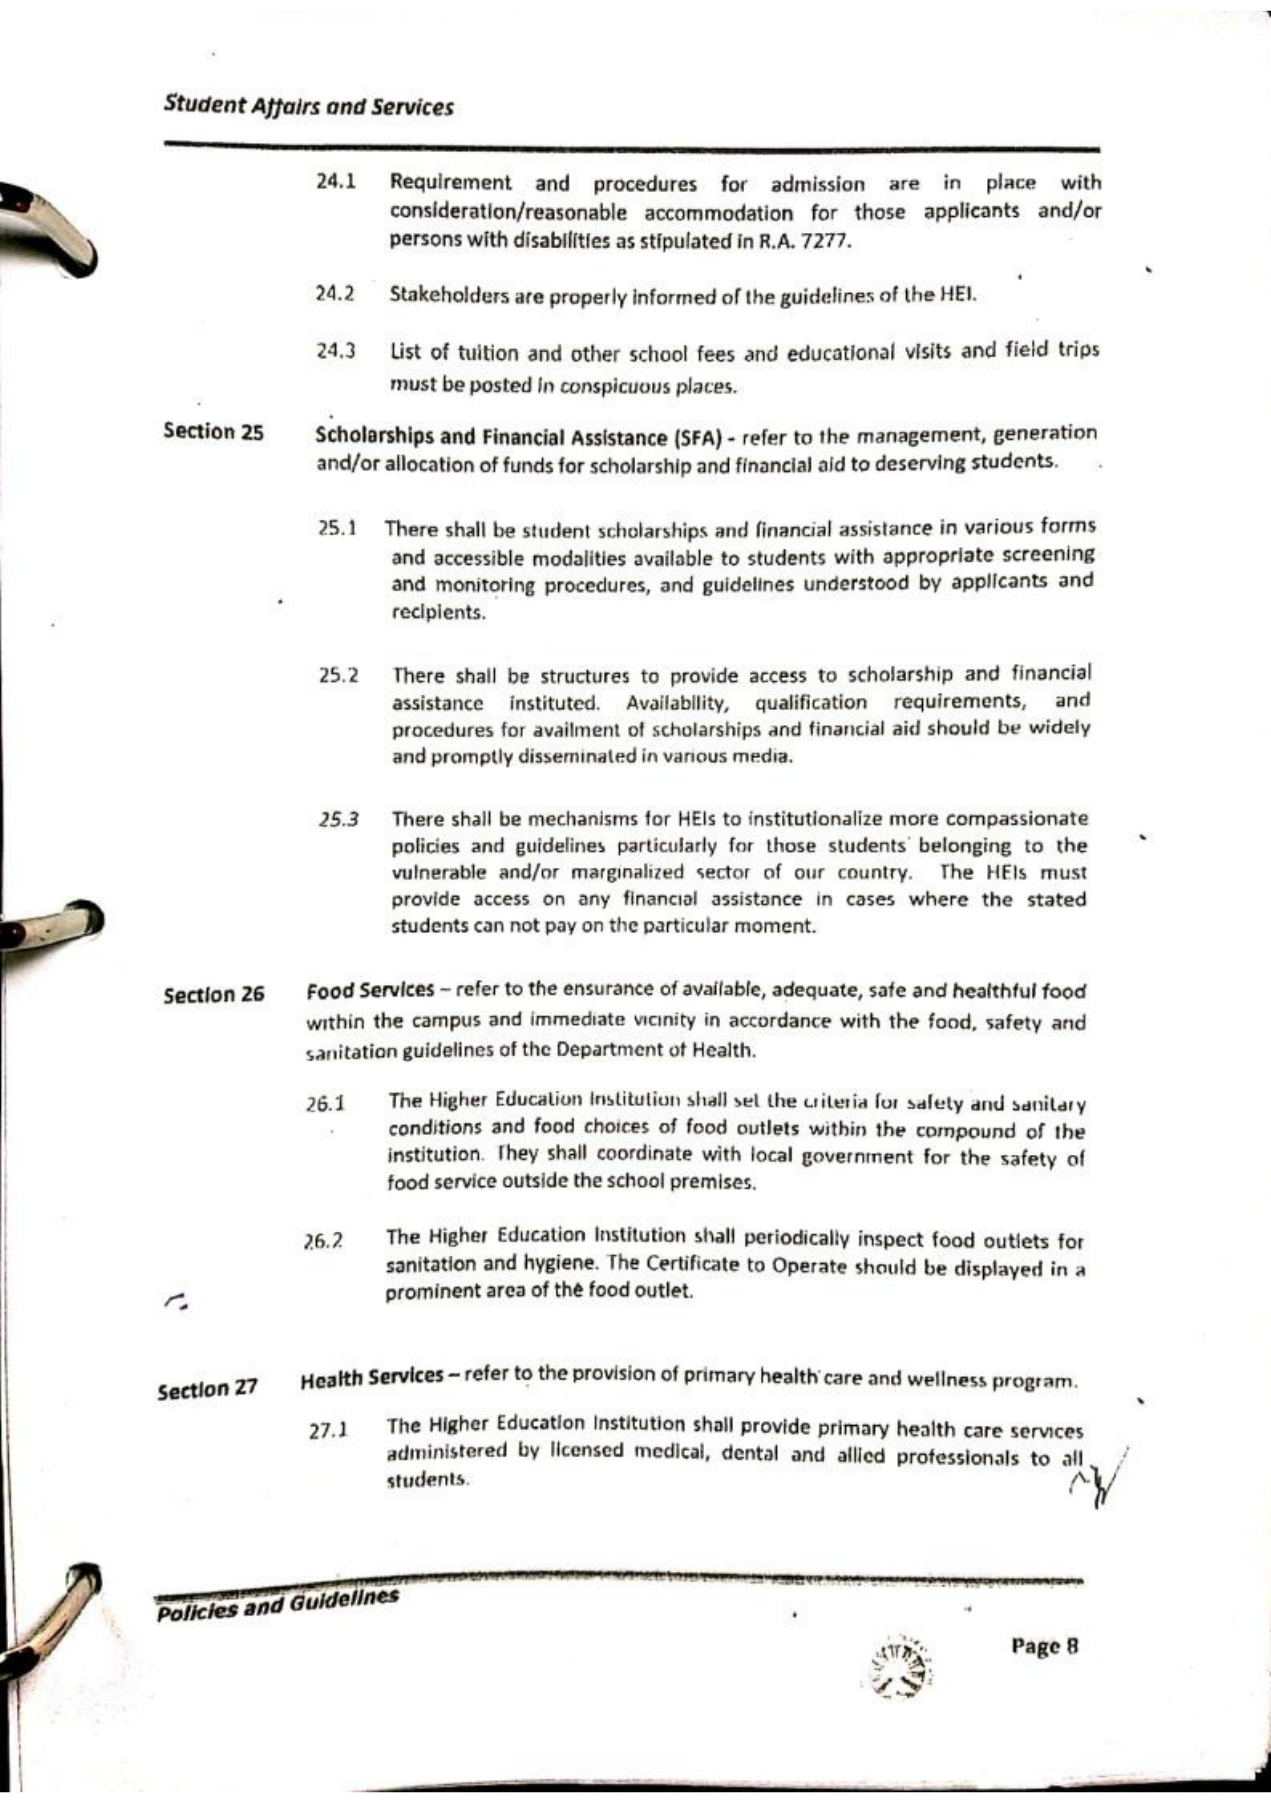 Student Affairs and Services
24.1 Requirement and procedures for admission are in place with
consideration/reasonable accommodation for those applicants and/or
persons with disabilities as stipulated in R.A. 7277.
24.2 Stakeholders are properly informed of the guidelines of the HEI.
24.3 List of tuition and other school fees and educational visits and field trips
must be posted in conspicuous places.
Section 25 Scholarships and Financial Assistance (SFA) - refer to the management, generation
and/or allocation of funds for scholarship and financial aid to deserving students.
25.1 There shall be student scholarships and financial assistance in various forms
and accessible modalities available to students with appropriate screening
and monitoring procedures, and guidelines understood by applicants and
recipients.
25.2 There shall be structures to provide access to scholarship and financial
assistance instituted. Availability, qualification requirements, and
procedures for availment of scholarships and financial aid should be widely
and promptly disseminated in various media.
25.3 There shall be mechanisms for HEIs to institutionalize more compassionate
policies and guidelines particularly for those students belonging to the
vulnerable and/or marginalized sector of our country. The HEIs must
provide access on any financial assistance in cases where the stated
students can not pay on the particular moment.
Section 26 Food Services – refer to the ensurance of available, adequate, safe and healthful food
within the campus and immediate vicinity in accordance with the food, safety and
sanitation guidelines of the Department of Health.
26.1 The Higher Education Institution shall set the criteria for safety and sanitary
conditions and food choices of food outlets within the compound of the
institution. They shall coordinate with local government for the safety of
food service outside the school premises.
26.2 The Higher Education Institution shall periodically inspect food outlets for
sanitation and hygiene. The Certificate to Operate should be displayed in a
prominent area of the food outlet.
Section 27 Health Services – refer to the provision of primary health care and wellness program.
27.1 The Higher Education Institution shall provide primary health care services
administered by licensed medical, dental and allied professionals to all
students.
Policies and Guidelines
Page 8